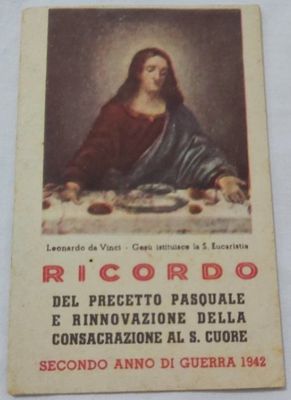 Leonardo da Vinci - Gesù istituisce la S. Eucaristia
RICORDO
DEL PRECETTO PASQUALE
E RINNOVAZIONE DELLA
CONSACRAZIONE AL S. CUORE
SECONDO ANNO DI GUERRA 1942